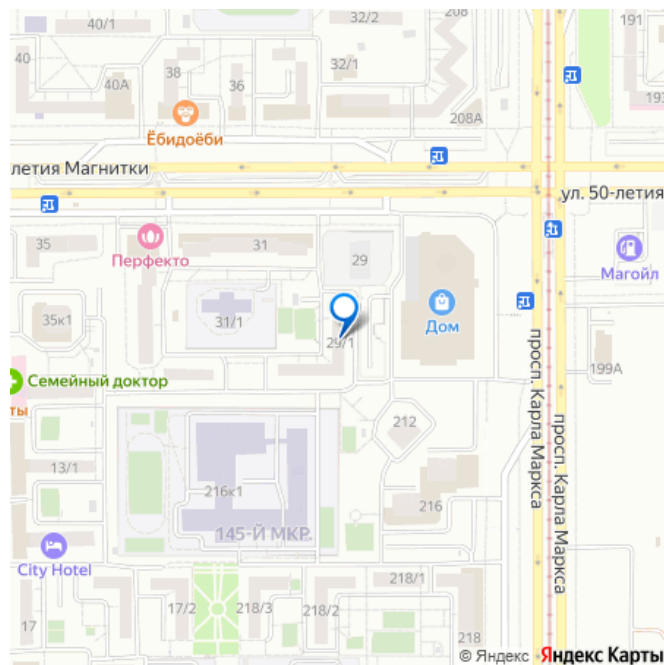 40/1
32/2
208
191
40
38
40А
36
32/1
193
208А
Ёбидоёби
летия Магнитки
ул. 50-летия
35
31
29
Перфекто
Магойл
35к1
31/1
29/1
Дом
просп. Карла Маркса
199А
Семейный доктор
ты
212
просп. Карла Маркса
13/1
216к1
216
145-Й МКР.
City Hotel
218/1
17
17/2
218/3
218/2
© Яндекс Яндекс Карты